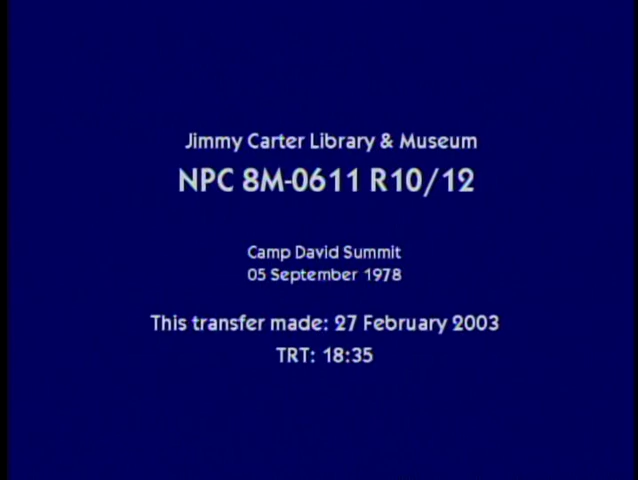 Jimmy Carter Library & Museum
NPC 8M-0611 R10/12
Camp David Summit
05 September 1978
This transfer made: 27 February 2003
TRT: 18:35